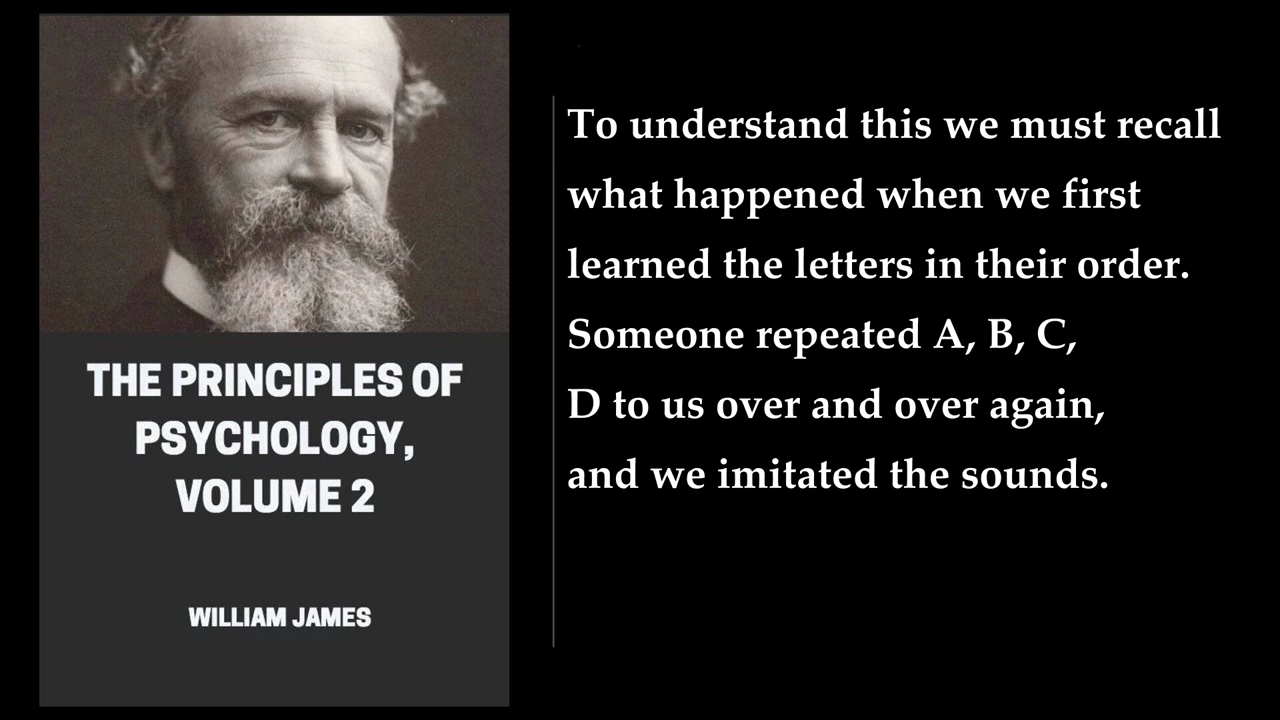 THE PRINCIPLES OF
PSYCHOLOGY,
VOLUME 2
WILLIAM JAMES
To understand this we must recall
what happened when we first
learned the letters in their order.
Someone repeated A, B, C,
D to us over and over again,
and we imitated the sounds.